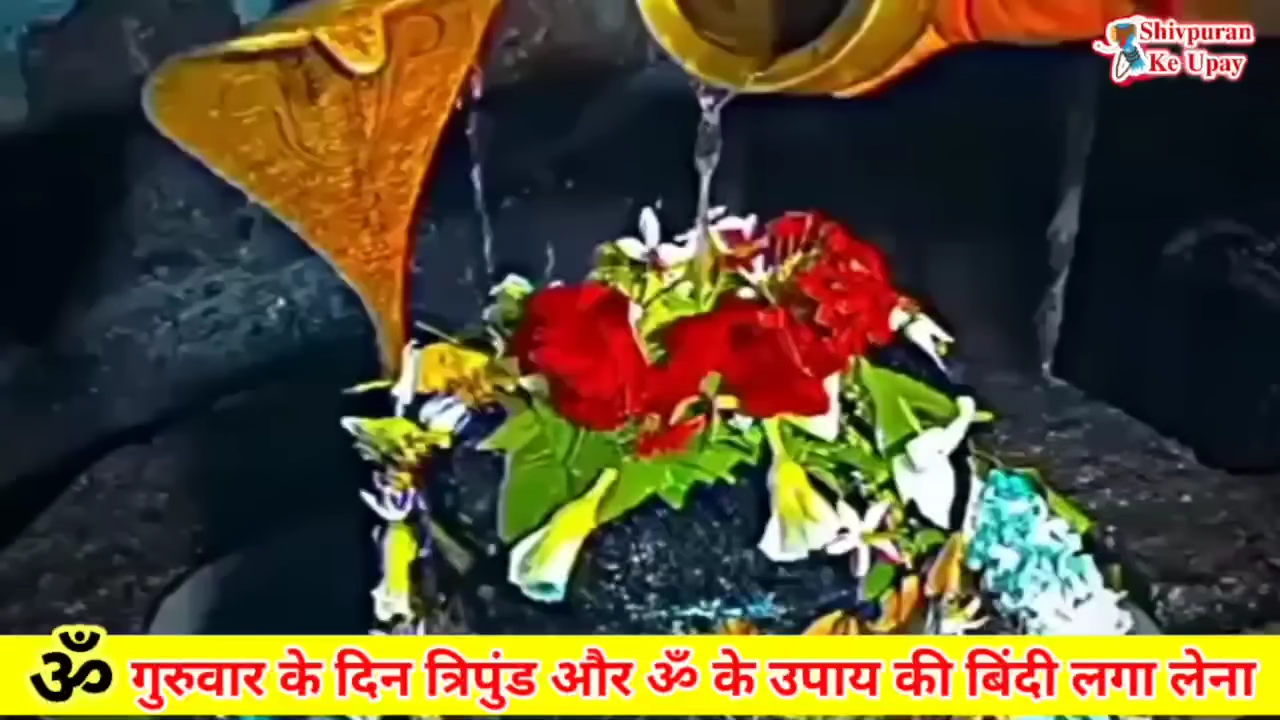 Shivpuran
Ke Upay
ॐ गुरुवार के दिन त्रिपुंड और ॐ के उपाय की बिंदी लगा लेना